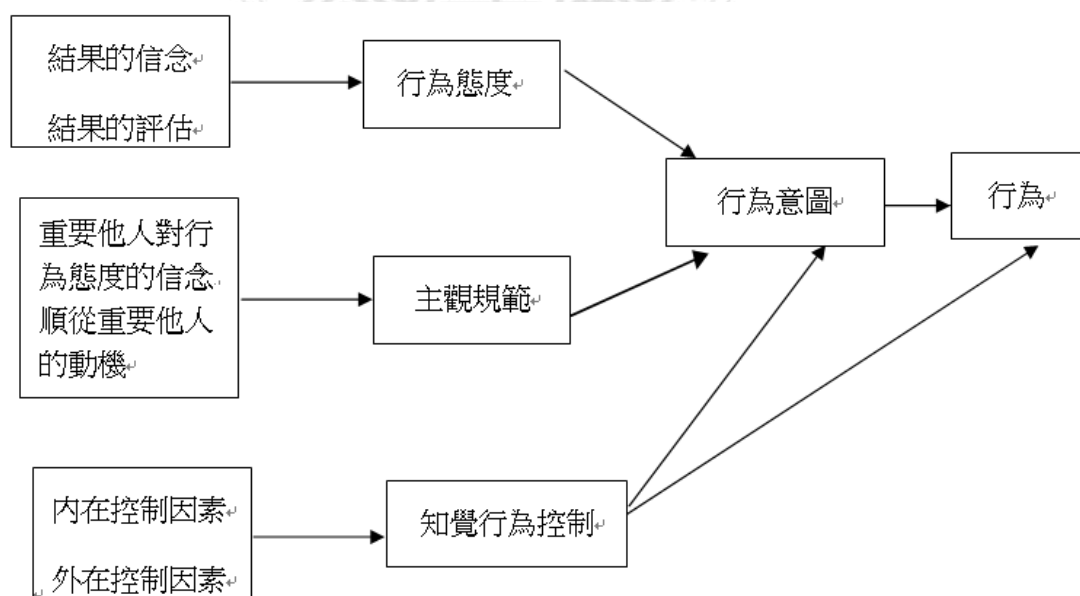 結果的信念
結果的評估
行為態度
行為意圖
行為
重要他人對行
為態度的信念
順從重要他人
的動機
主觀規範
內在控制因素
外在控制因素
知覺行為控制